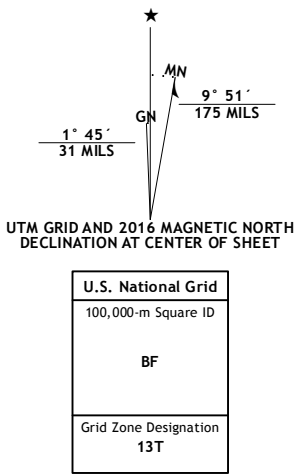 ★
MN
GN
9° 51´
175 MILS
1° 45´
31 MILS
UTM GRID AND 2016 MAGNETIC NORTH
DECLINATION AT CENTER OF SHEET
U.S. National Grid
100,000-m Square ID
BF
Grid Zone Designation
13T